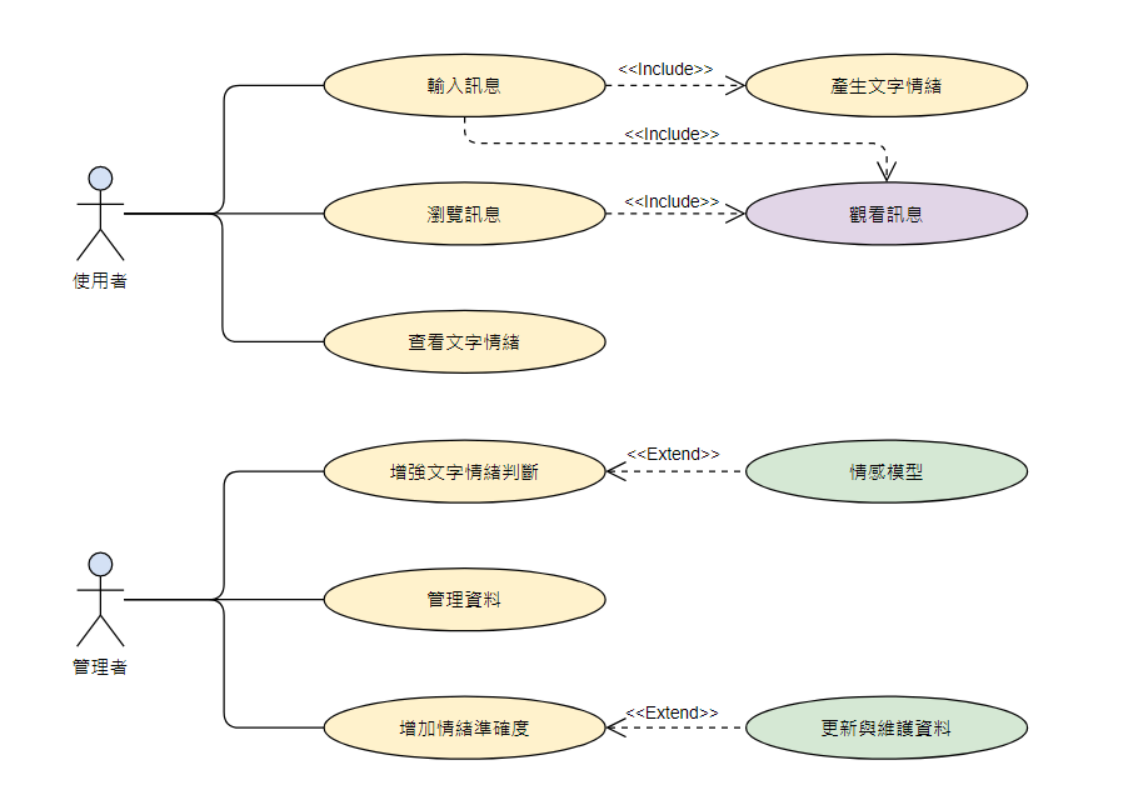 <<Include>>
輸入訊息
產生文字情緒
<<Include>>
<<Include>>
瀏覽訊息
觀看訊息
使用者
查看文字情緒
<<Extend>>
增強文字情緒判斷
情感模型
管理資料
管理者
<<Extend>>
增加情緒準確度
更新與維護資料